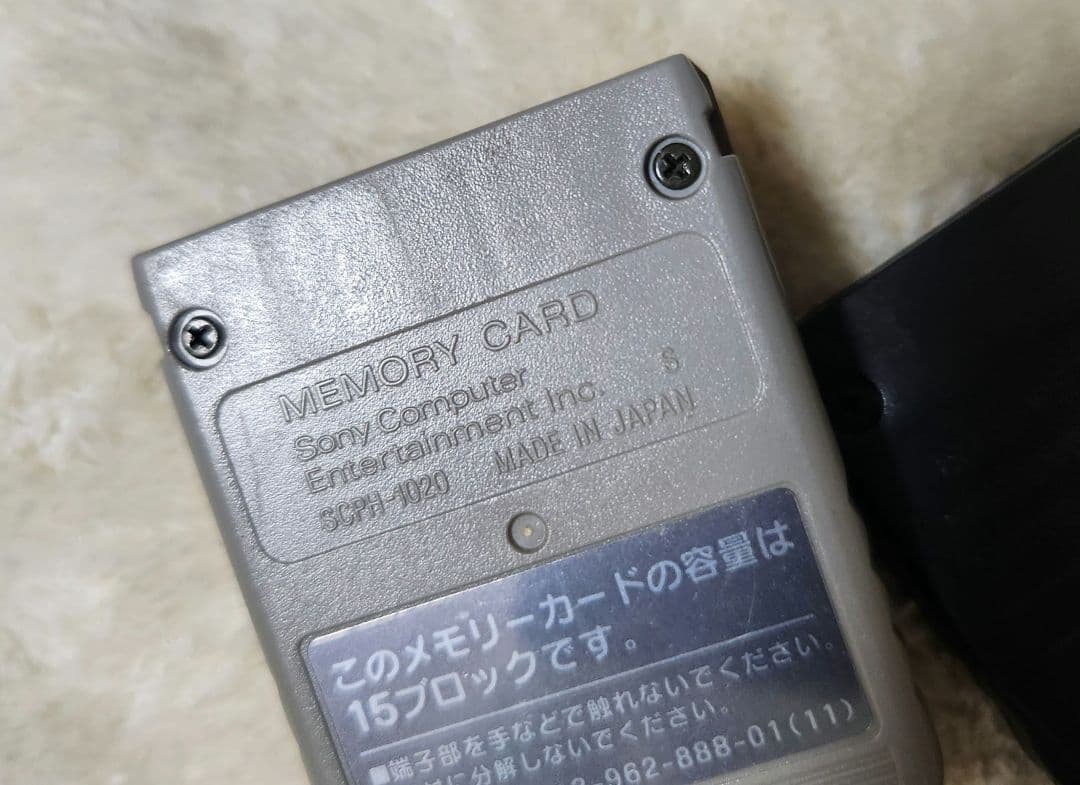 MEMORY CARD
Sony Computer
Entertainment Inc. S
SCPH-1020 MADE IN JAPAN
このメモリーカードの容量は
15ブロックです。
■端子部を手などで触れないでください。
に分解しないでください。
-962-888-01(11)